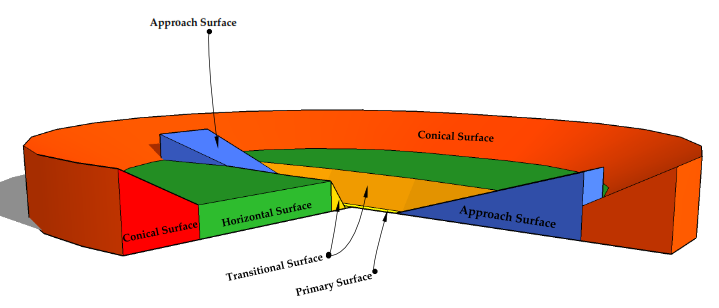 Approach Surface
Conical Surface
Horizontal Surface
Approach Surface
Conical Surface
Transitional Surface
Primary Surface